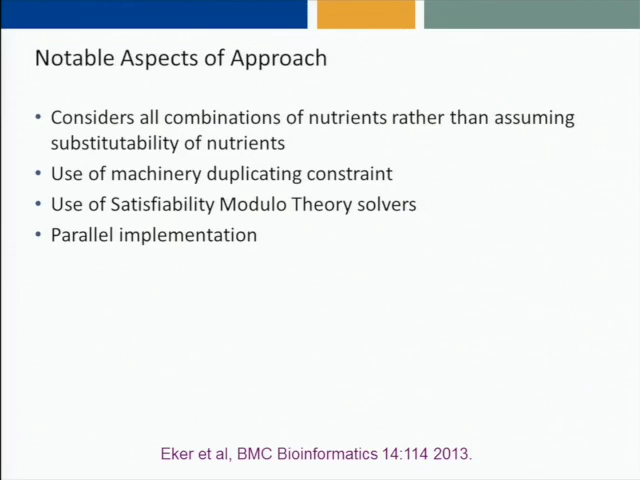 Notable Aspects of Approach
• Considers all combinations of nutrients rather than assuming
substitutability of nutrients
• Use of machinery duplicating constraint
• Use of Satisfiability Modulo Theory solvers
• Parallel implementation
Eker et al, BMC Bioinformatics 14:114 2013.